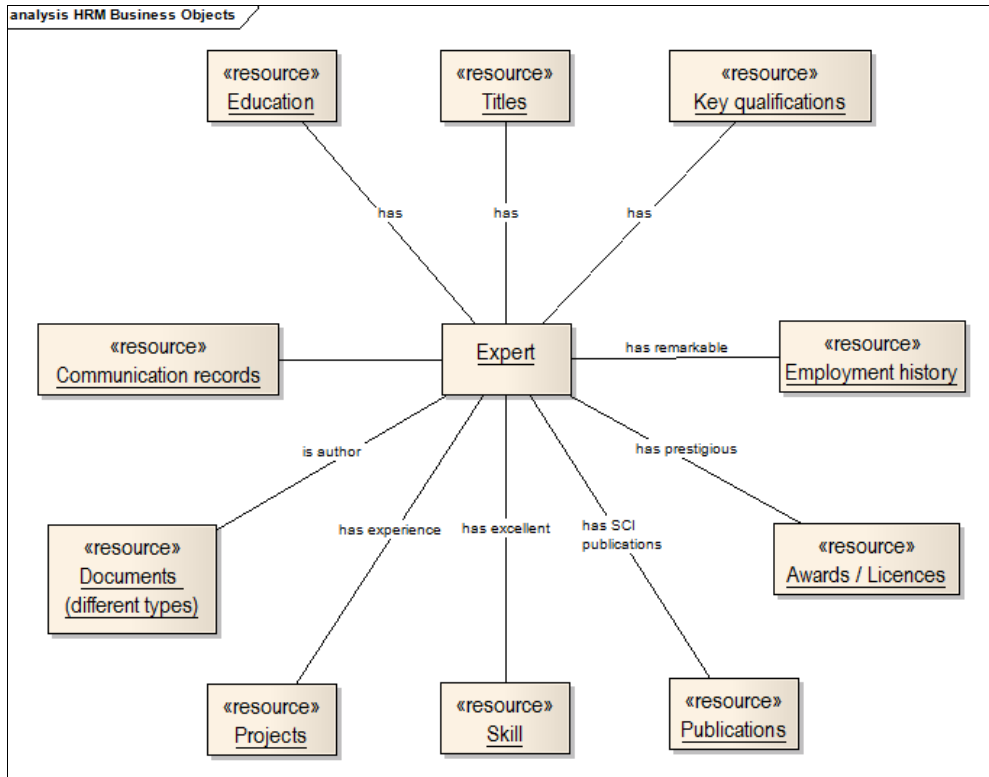 analysis HRM Business Objects
«resource»
Education
«resource»
Titles
«resource»
Key qualifications
has
has
has
«resource»
Communication records
Expert
has remarkable
«resource»
Employment history
is author
has prestigious
has experience
has excellent
has SCI
publications
«resource»
Documents
(different types)
«resource»
Awards / Licences
«resource»
Projects
«resource»
Skill
«resource»
Publications